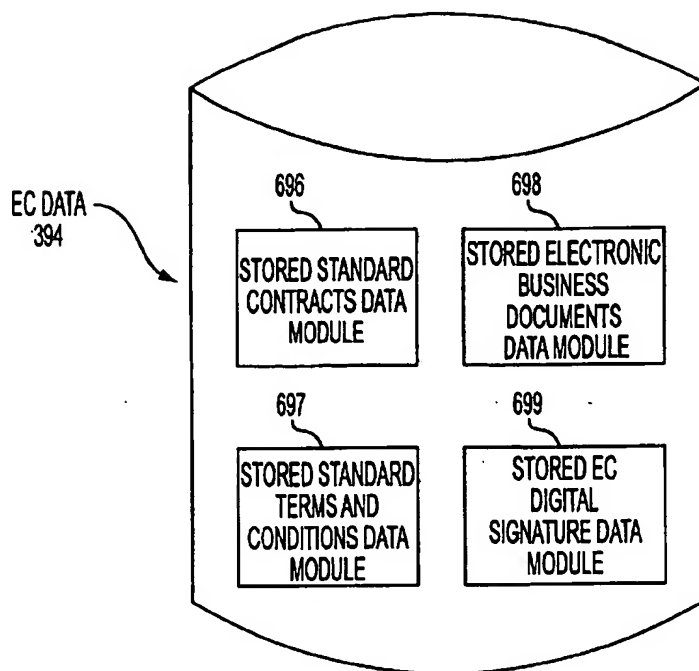 EC DATA
394
696
STORED STANDARD
CONTRACTS DATA
MODULE
698
STORED ELECTRONIC
BUSINESS
DOCUMENTS
DATA MODULE
697
STORED STANDARD
TERMS AND
CONDITIONS DATA
MODULE
699
STORED EC
DIGITAL
SIGNATURE DATA
MODULE